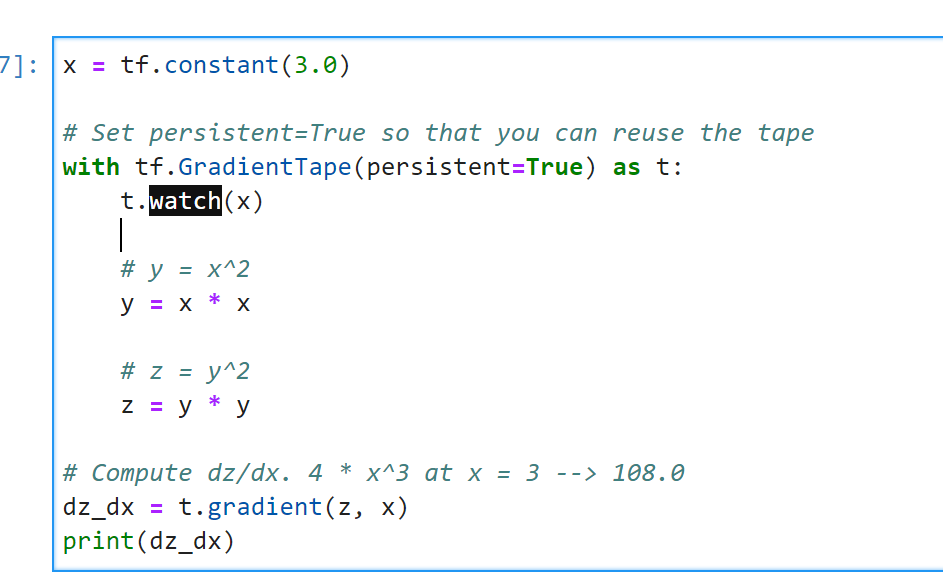 7]: x = tf.constant(3.0)
# Set persistent=True so that you can reuse the tape
with tf.GradientTape(persistent=True) as t:
t.watch(x)
# y = x^2
y = x * x
# z = y^2
z = y * y
# Compute dz/dx. 4 * x^3 at x = 3 --> 108.0
dz_dx = t.gradient(z, x)
print(dz_dx)